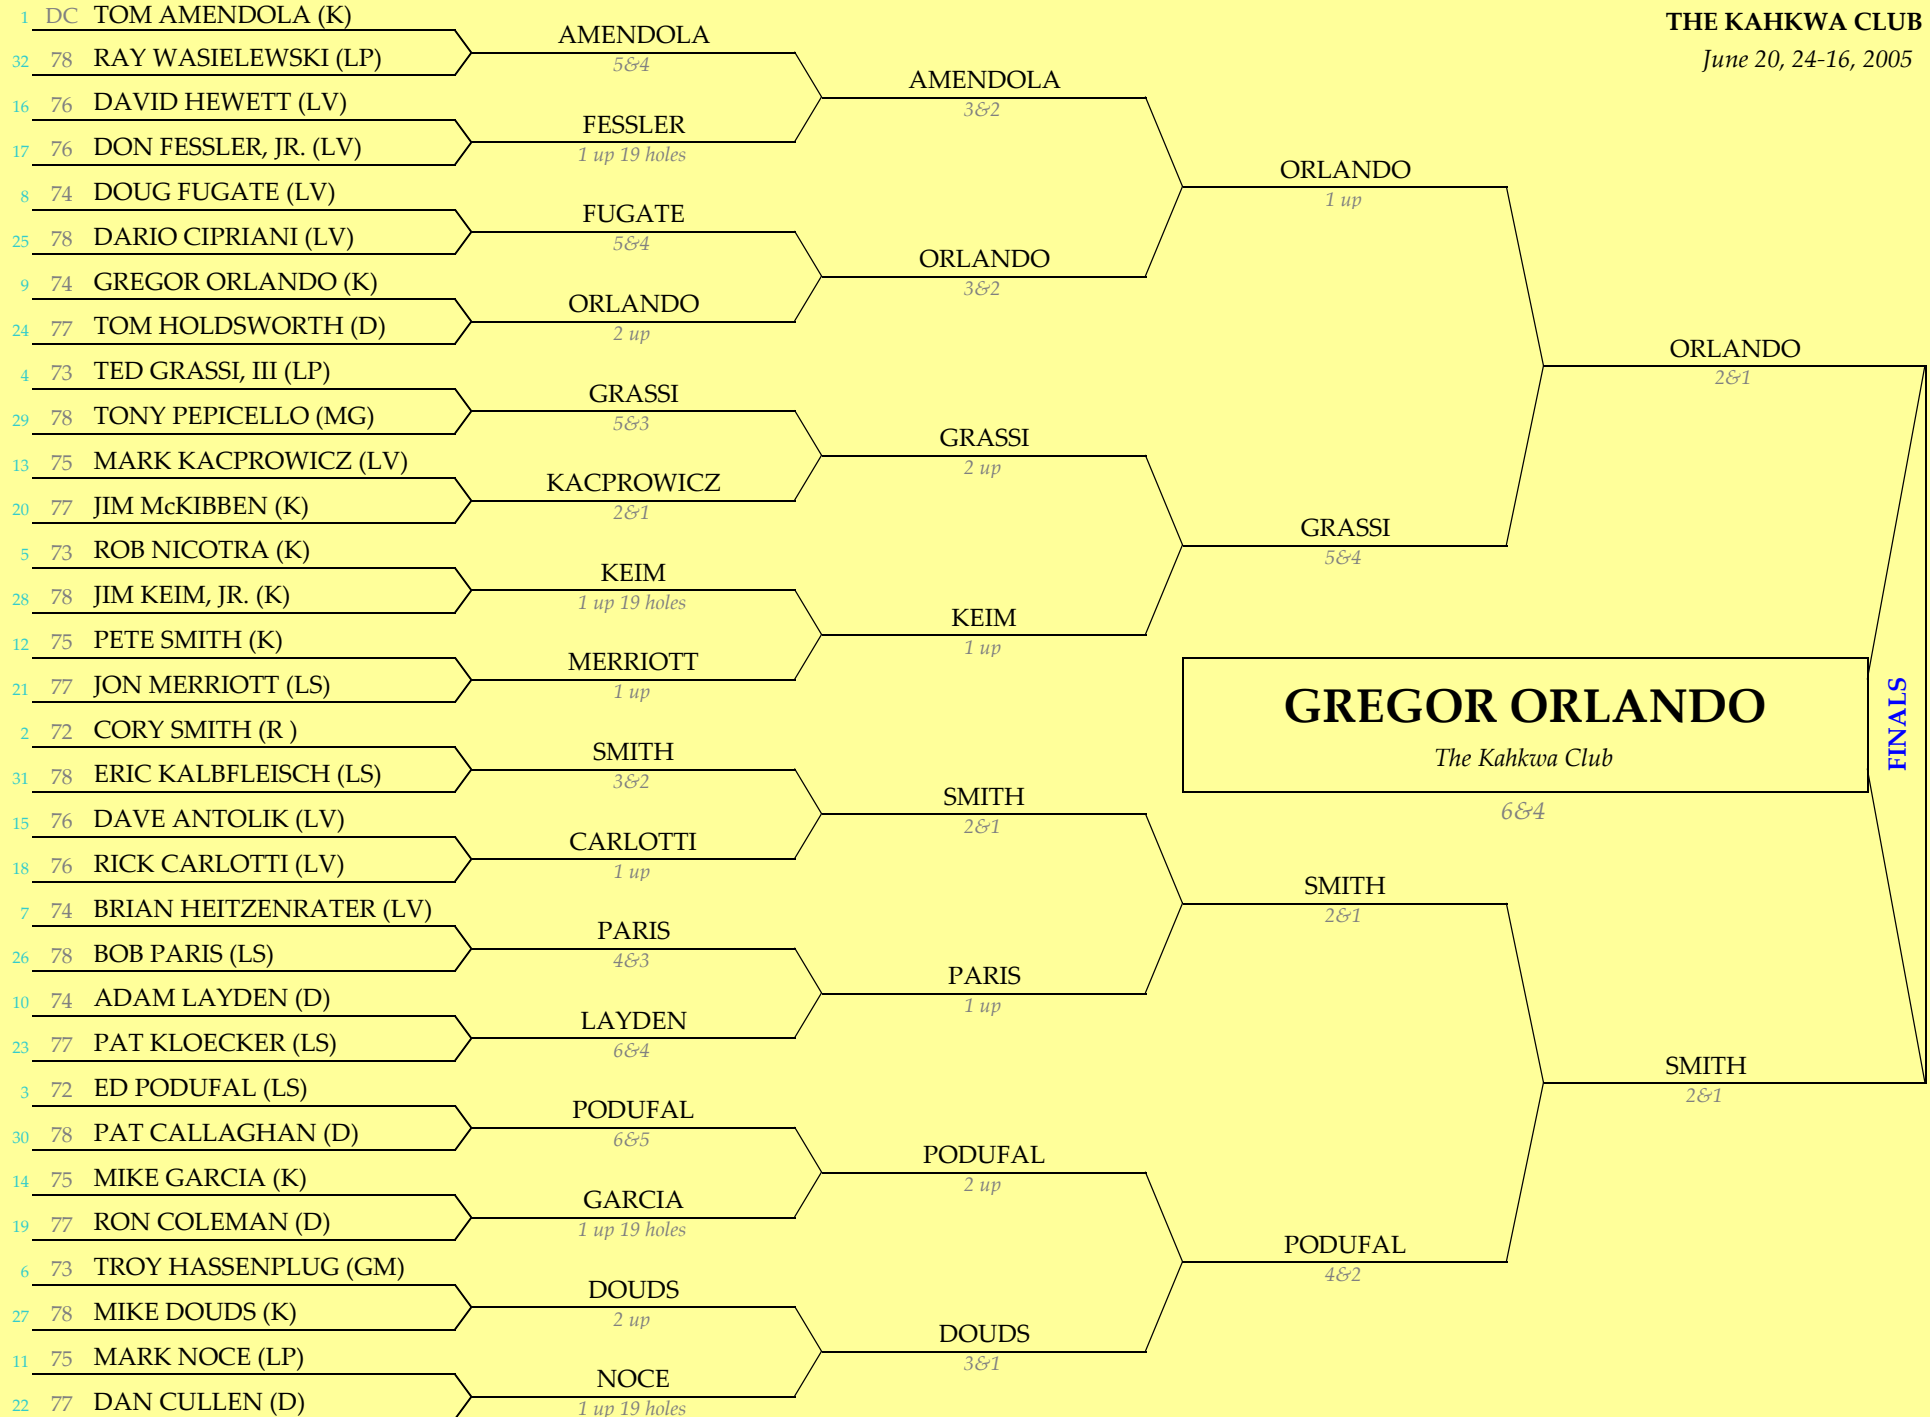 THE KAHKWA CLUB
June 20, 24-16, 2005
1 DC TOM AMENDOLA (K)
32 78 RAY WASIELEWSKI (LP)
16 76 DAVID HEWETT (LV)
17 76 DON FESSLER, JR. (LV)
8 74 DOUG FUGATE (LV)
25 78 DARIO CIPRIANI (LV)
9 74 GREGOR ORLANDO (K)
24 77 TOM HOLDSWORTH (D)
4 73 TED GRASSI, III (LP)
29 78 TONY PEPICELLO (MG)
13 75 MARK KACPROWICZ (LV)
20 77 JIM McKIBBEN (K)
5 73 ROB NICOTRA (K)
28 78 JIM KEIM, JR. (K)
12 75 PETE SMITH (K)
21 77 JON MERRIOTT (LS)
2 72 CORY SMITH (R )
31 78 ERIC KALBFLEISCH (LS)
15 76 DAVE ANTOLIK (LV)
18 76 RICK CARLOTTI (LV)
7 74 BRIAN HEITZENRATER (LV)
26 78 BOB PARIS (LS)
10 74 ADAM LAYDEN (D)
23 77 PAT KLOECKER (LS)
3 72 ED PODUFAL (LS)
30 78 PAT CALLAGHAN (D)
14 75 MIKE GARCIA (K)
19 77 RON COLEMAN (D)
6 73 TROY HASSENPLUG (GM)
27 78 MIKE DOUDS (K)
11 75 MARK NOCE (LP)
22 77 DAN CULLEN (D)
AMENDOLA
5&4
FESSLER
1 up 19 holes
FUGATE
5&4
ORLANDO
2 up
GRASSI
5&3
KACPROWICZ
2&1
KEIM
1 up 19 holes
MERRIOTT
1 up
SMITH
3&2
CARLOTTI
1 up
PARIS
4&3
LAYDEN
6&4
PODUFAL
6&5
GARCIA
1 up 19 holes
DOUDS
2 up
NOCE
1 up 19 holes
AMENDOLA
3&2
ORLANDO
3&2
GRASSI
2 up
KEIM
1 up
SMITH
2&1
PARIS
1 up
PODUFAL
2 up
DOUDS
3&1
ORLANDO
1 up
GRASSI
5&4
SMITH
2&1
PODUFAL
4&2
ORLANDO
2&1
SMITH
2&1
GREGOR ORLANDO
The Kahkwa Club
6&4
FINALS